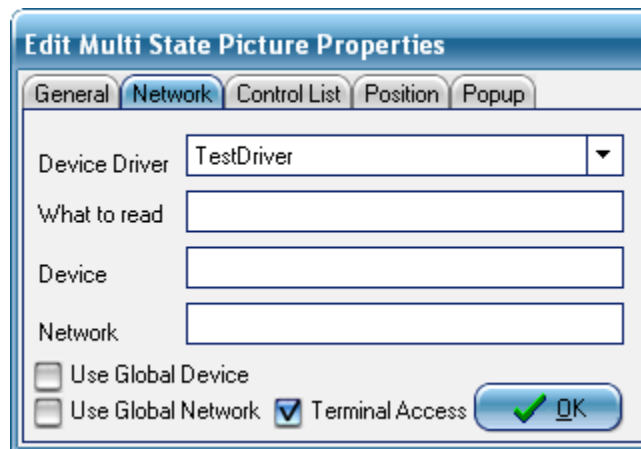 Edit Multi State Picture Properties
General Network Control List Position Popup
Device Driver TestDriver
What to read
Device
Network
Use Global Device
Use Global Network Terminal Access OK